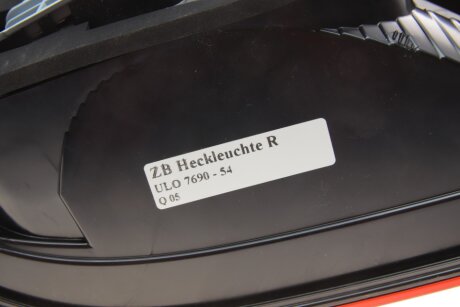 ZB Heckleuchte R
ULO 7690 - 54
Q 05